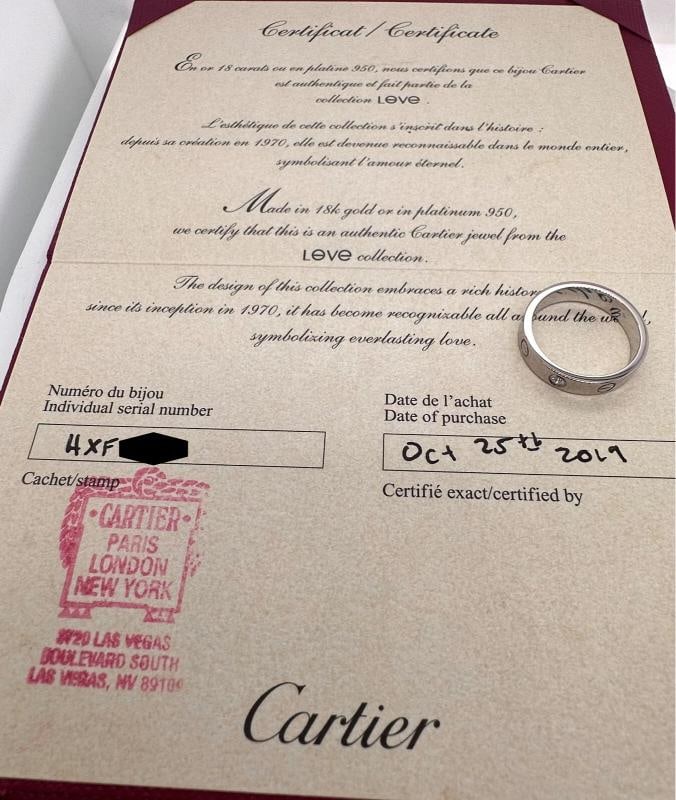 Certificat / Certificate
En or 18 carats ou en platine 950, nous certifions que ce bijou Cartier
est authentique et fait partie de la
collection LOVE .
L'esthétique de cette collection s'inscrit dans l'histoire :
depuis sa création en 1970, elle est devenue reconnaissable dans le monde entier,
symbolisant l'amour éternel.
Made in 18k gold or in platinum 950,
we certify that this is an authentic Cartier jewel from the
LOVE collection.
The design of this collection embraces a rich histor
since its inception in 1970, it has become recognizable all a ound the w d,
symbolizing everlasting love.
Numéro du bijou
Individual serial number
HXF
Date de l'achat
Date of purchase
Oct 25th 2019
Cachet/stamp
Certifié exact/certified by
CARTIER
PARIS
LONDON
NEW YORK
3720 LAS VEGAS
BOULEVARD SOUTH
LAS VEGAS, NV 89109
Cartier